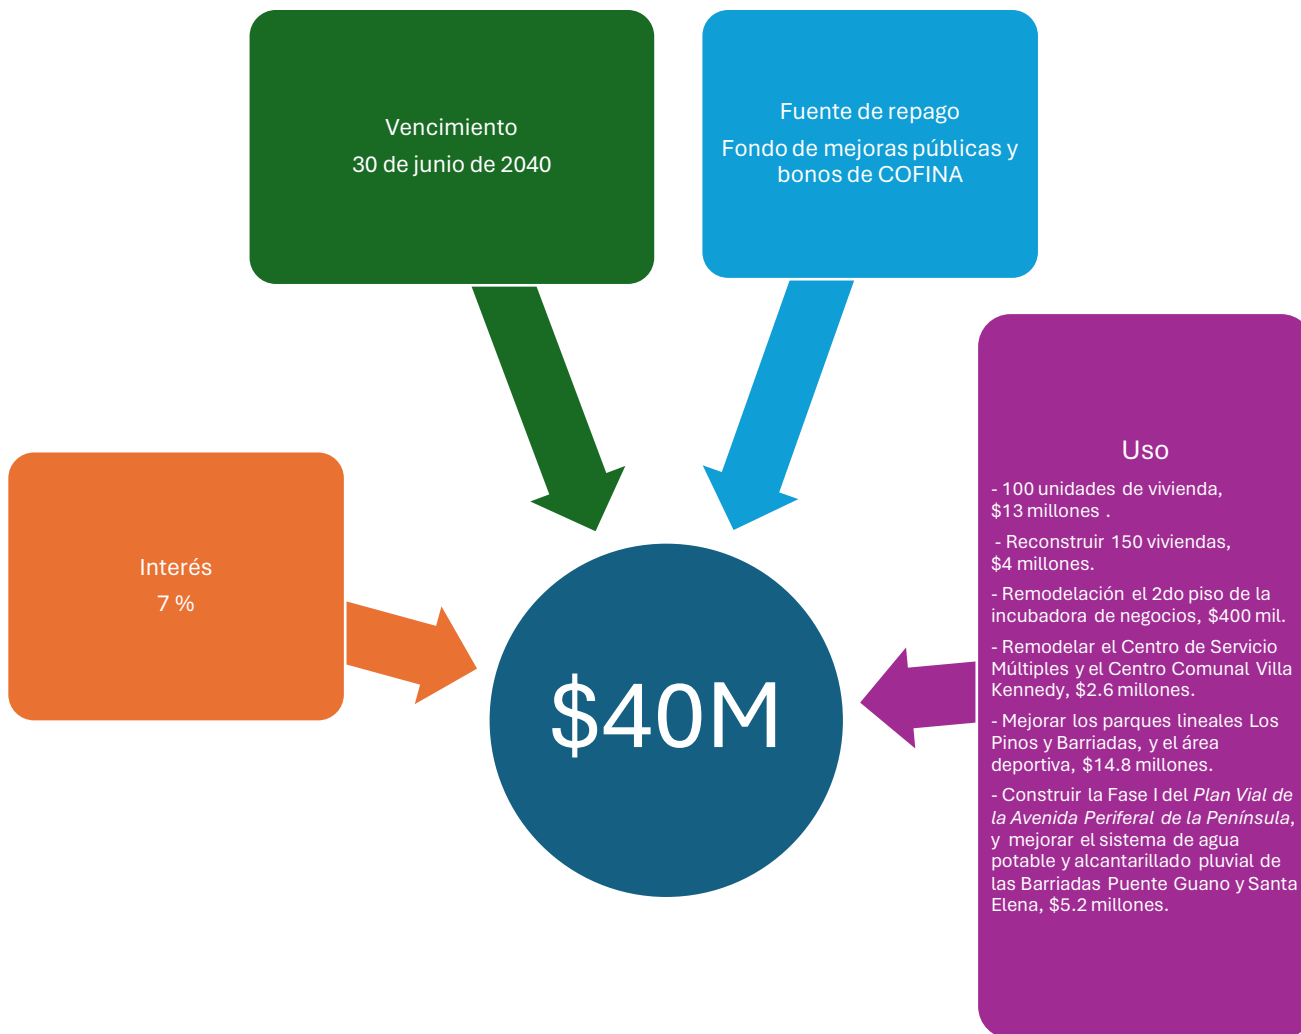 Vencimiento
30 de junio de 2040
Fuente de repago
Fondo de mejoras públicas y
bonos de COFINA
Interés
7 %
$40M
Uso
- 100 unidades de vivienda,
$13 millones .
- Reconstruir 150 viviendas,
$4 millones.
- Remodelación el 2do piso de la
incubadora de negocios, $400 mil.
- Remodelar el Centro de Servicio
Múltiples y el Centro Comunal Villa
Kennedy, $2.6 millones.
- Mejorar los parques lineales Los
Pinos y Barriadas, y el área
deportiva, $14.8 millones.
- Construir la Fase I del Plan Vial de
la Avenida Periferal de la Península,
y mejorar el sistema de agua
potable y alcantarillado pluvial de
las Barriadas Puente Guano y Santa
Elena, $5.2 millones.